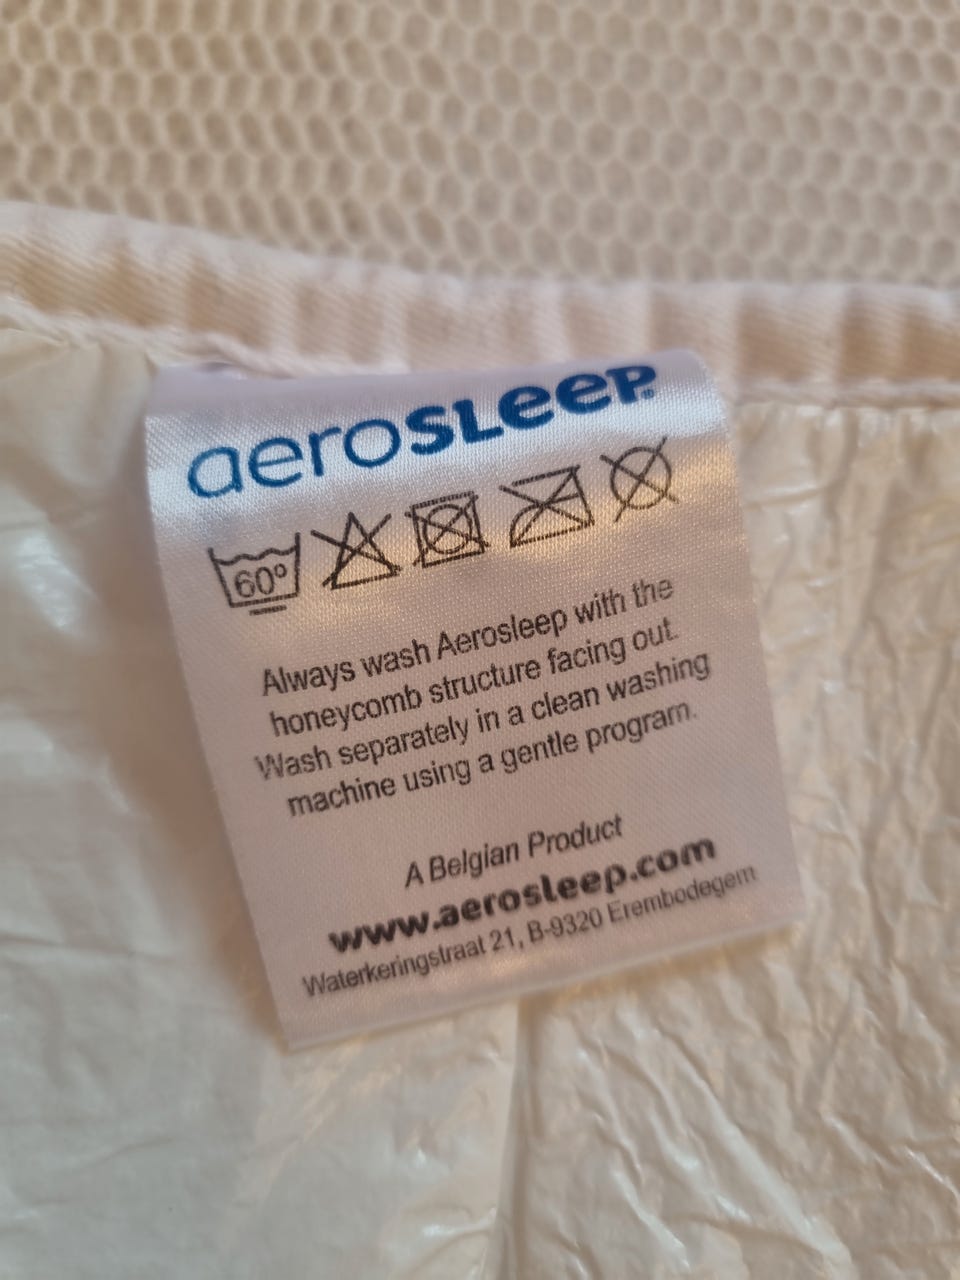 aerosleep®
60°
Always wash Aerosleep with the
honeycomb structure facing out.
Wash separately in a clean washing
machine using a gentle program.
A Belgian Product
www.aerosleep.com
Waterkeringstraat 21, B-9320 Erembodegem